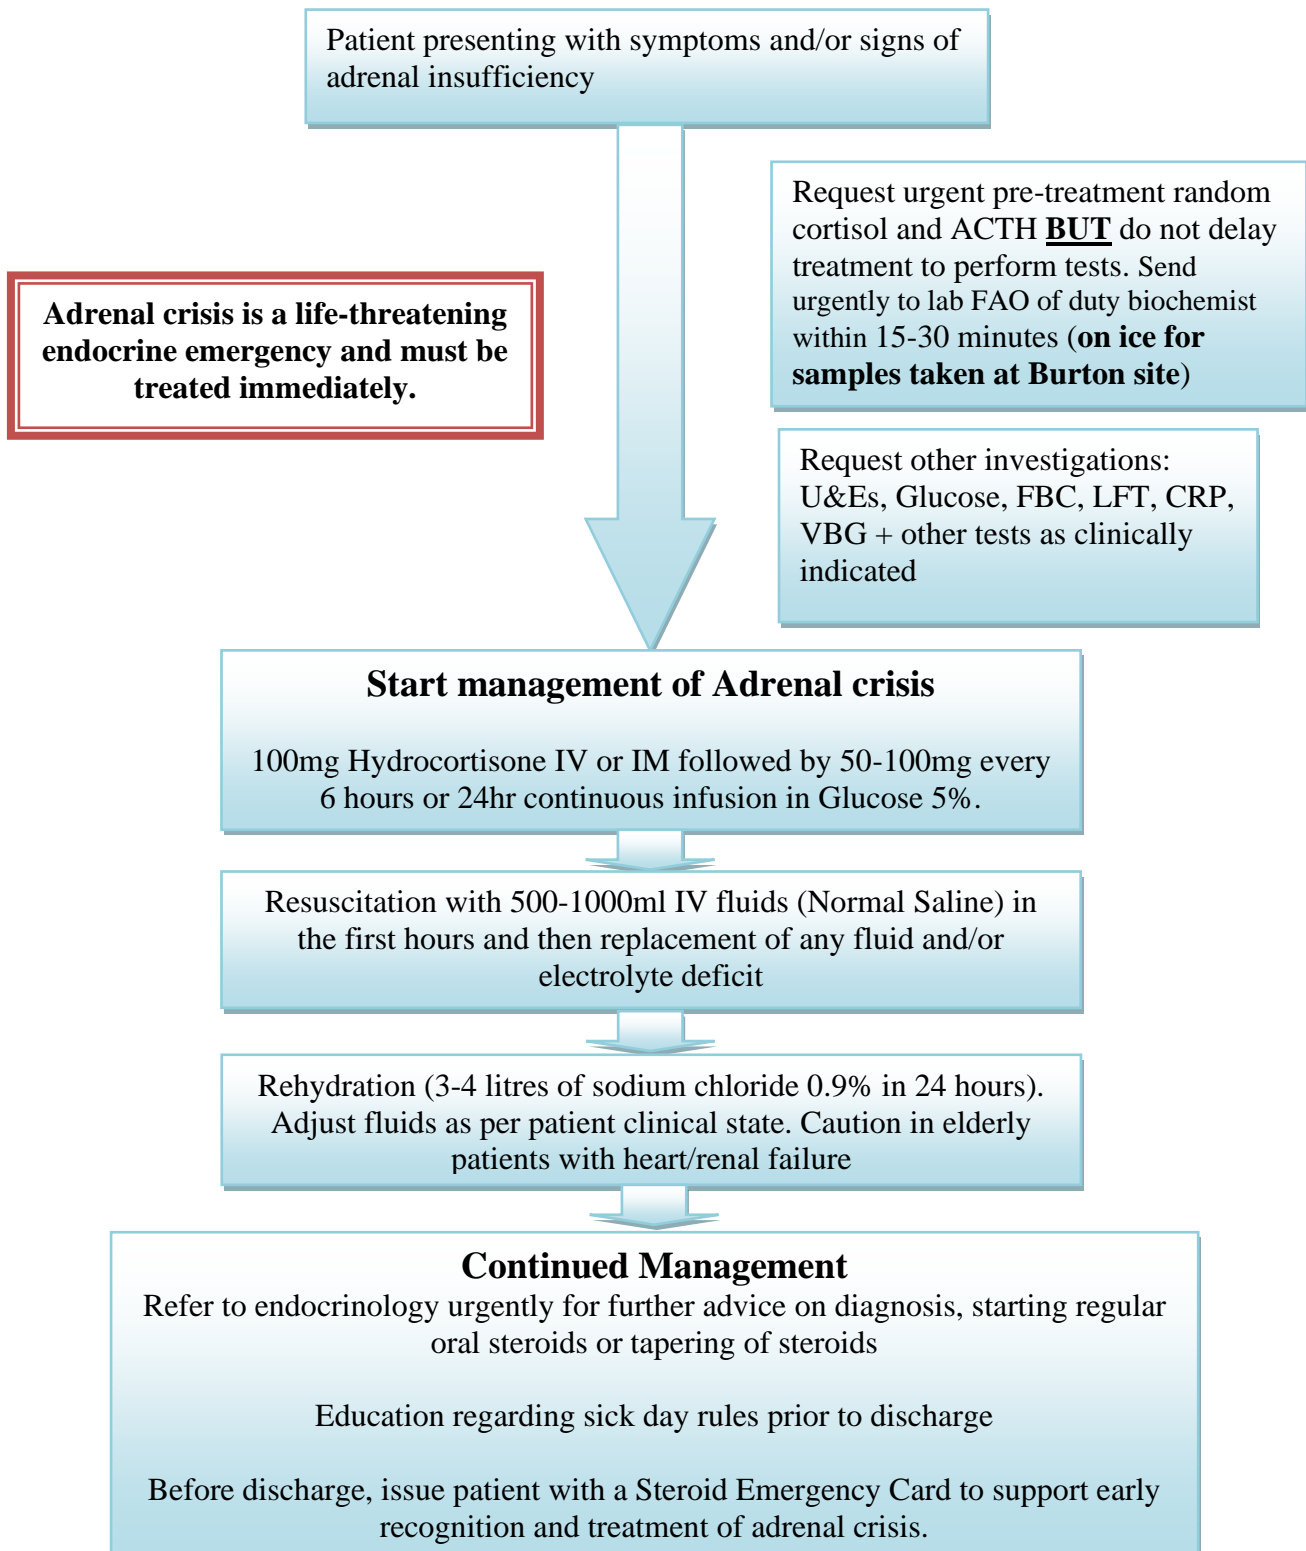 Patient presenting with symptoms and/or signs of
adrenal insufficiency
Request urgent pre-treatment random
cortisol and ACTH BUT do not delay
treatment to perform tests. Send
urgently to lab FAO of duty biochemist
within 15-30 minutes (on ice for
samples taken at Burton site)
Adrenal crisis is a life-threatening
endocrine emergency and must be
treated immediately.
Request other investigations:
U&Es, Glucose, FBC, LFT, CRP,
VBG + other tests as clinically
indicated
Start management of Adrenal crisis
100mg Hydrocortisone IV or IM followed by 50-100mg every
6 hours or 24hr continuous infusion in Glucose 5%.
Resuscitation with 500-1000ml IV fluids (Normal Saline) in
the first hours and then replacement of any fluid and/or
electrolyte deficit
Rehydration (3-4 litres of sodium chloride 0.9% in 24 hours).
Adjust fluids as per patient clinical state. Caution in elderly
patients with heart/renal failure
Continued Management
Refer to endocrinology urgently for further advice on diagnosis, starting regular
oral steroids or tapering of steroids
Education regarding sick day rules prior to discharge
Before discharge, issue patient with a Steroid Emergency Card to support early
recognition and treatment of adrenal crisis.